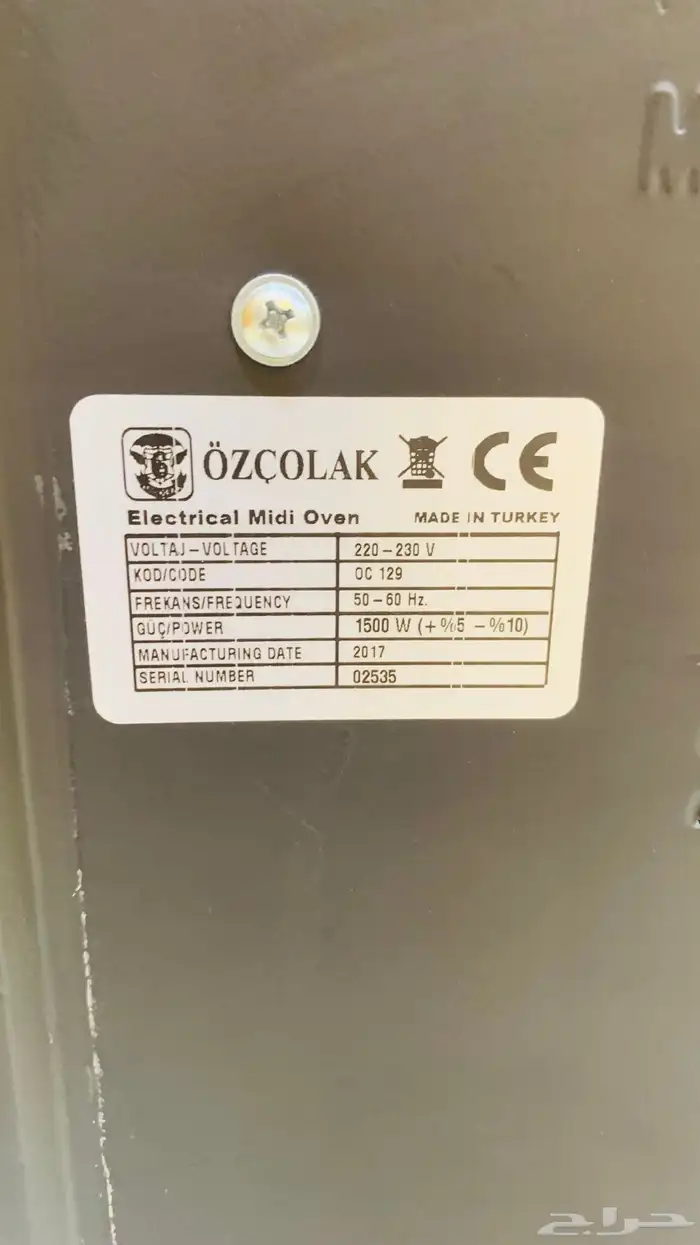 ÖZÇOLAK CE
Electrical Midi Oven MADE IN TURKEY
VOLTAJ-VOLTAGE 220-230 V
KOD/CODE OC 129
FREKANS/FREQUENCY 50-60 Hz.
GÜÇ/POWER 1500 W (+%5 -%10)
MANUFACTURING DATE 2017
SERIAL NUMBER 02535
حراج